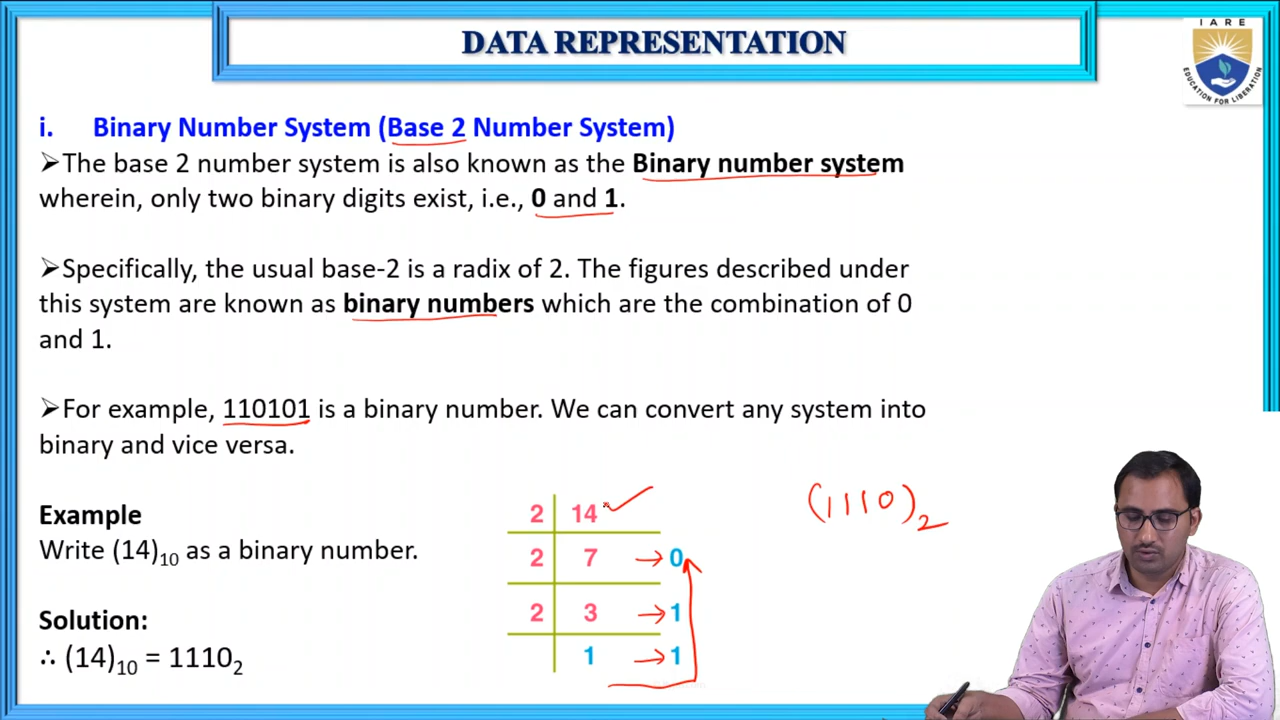 DATA REPRESENTATION
IARE
EDUCATION FOR LIBERATION
i. Binary Number System (Base 2 Number System)
➢The base 2 number system is also known as the Binary number system
wherein, only two binary digits exist, i.e., 0 and 1.
➢Specifically, the usual base-2 is a radix of 2. The figures described under
this system are known as binary numbers which are the combination of 0
and 1.
➢For example, 110101 is a binary number. We can convert any system into
binary and vice versa.
Example
Write (14)₁₀ as a binary number.
Solution:
∴ (14)₁₀ = 1110₂
2 14
2 7 →0
2 3 →1
1 →1
(1110)₂